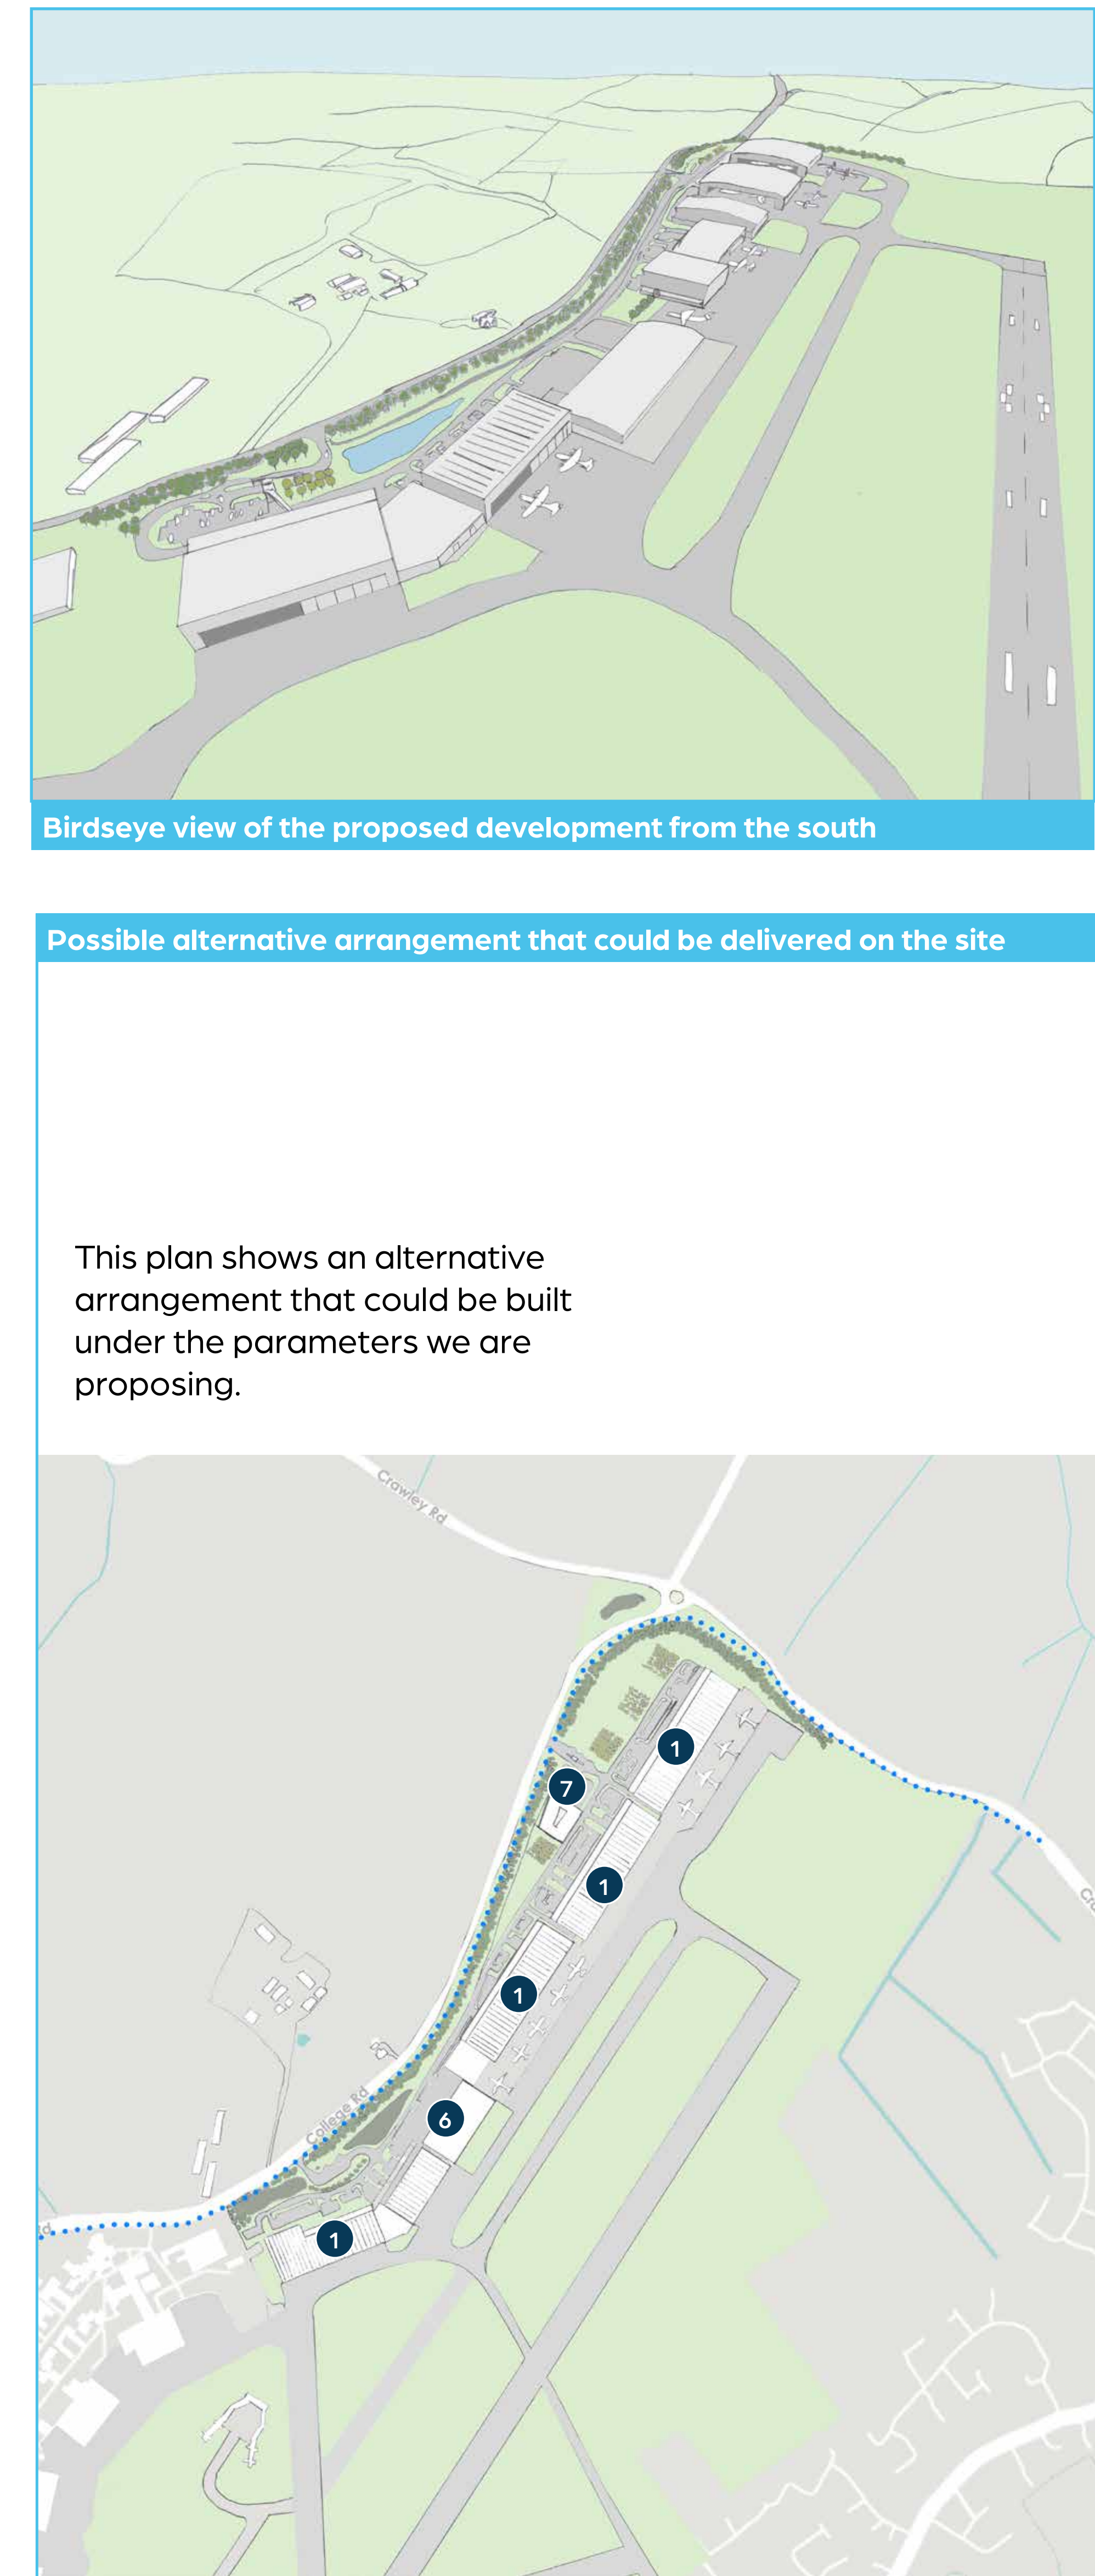 Birdseye view of the proposed development from the south
Possible alternative arrangement that could be delivered on the site
This plan shows an alternative
arrangement that could be built
under the parameters we are
proposing.
Crawley Rd
1
7
1
1
College Rd
6
1